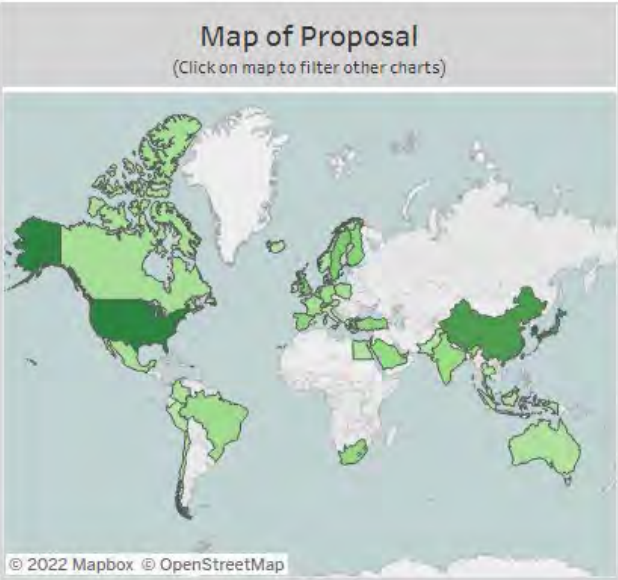 Map of Proposal
(Click on map to filter other charts)
© 2022 Mapbox © OpenStreetMap